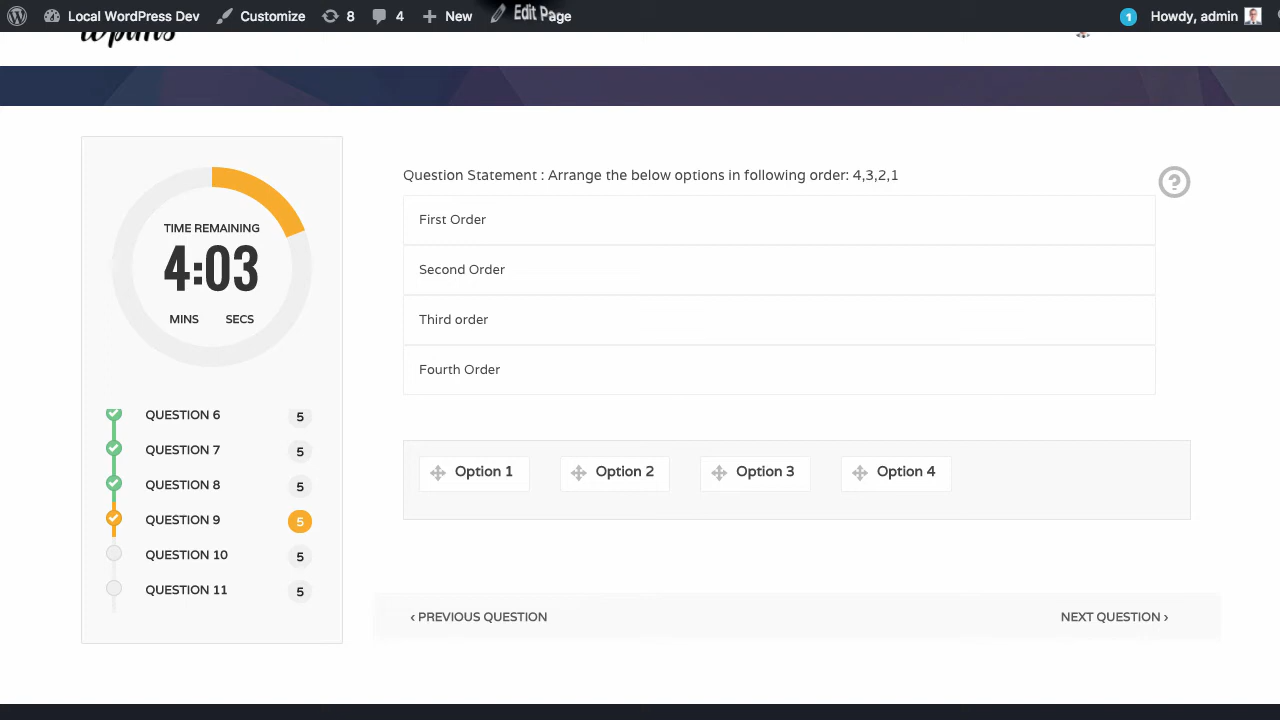 Local WordPress Dev Customize 8 4 New Edit Page 1 Howdy, admin
wplms
TIME REMAINING
4:03
MINS SECS
QUESTION 6 5
QUESTION 7 5
QUESTION 8 5
QUESTION 9 5
QUESTION 10 5
QUESTION 11 5
Question Statement : Arrange the below options in following order: 4,3,2,1
First Order
Second Order
Third order
Fourth Order
Option 1 Option 2 Option 3 Option 4
‹ PREVIOUS QUESTION NEXT QUESTION ›